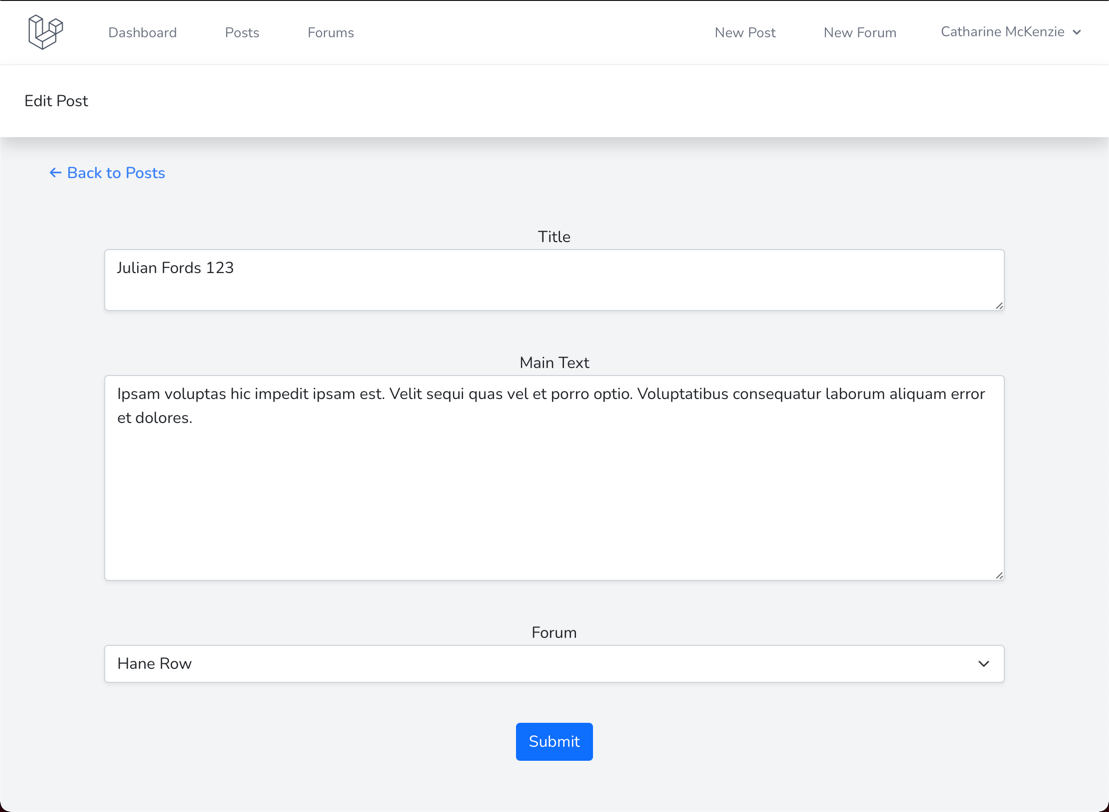 Dashboard Posts Forums New Post New Forum Catharine McKenzie
Edit Post
← Back to Posts
Title
Julian Fords 123
Main Text
Ipsam voluptas hic impedit ipsam est. Velit sequi quas vel et porro optio. Voluptatibus consequatur laborum aliquam error
et dolores.
Forum
Hane Row
Submit